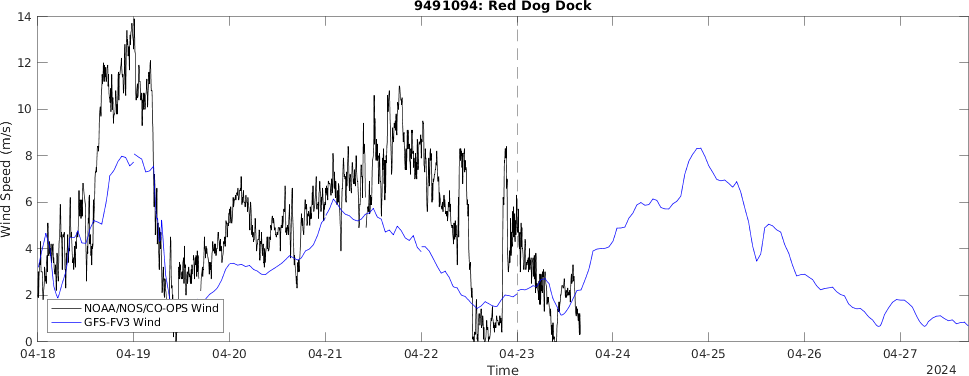 9491094: Red Dog Dock
14
12
10
8
6
4
2
0
Wind Speed (m/s)
NOAA/NOS/CO-OPS Wind
GFS-FV3 Wind
04-18 04-19 04-20 04-21 04-22 04-23 04-24 04-25 04-26 04-27
Time
2024